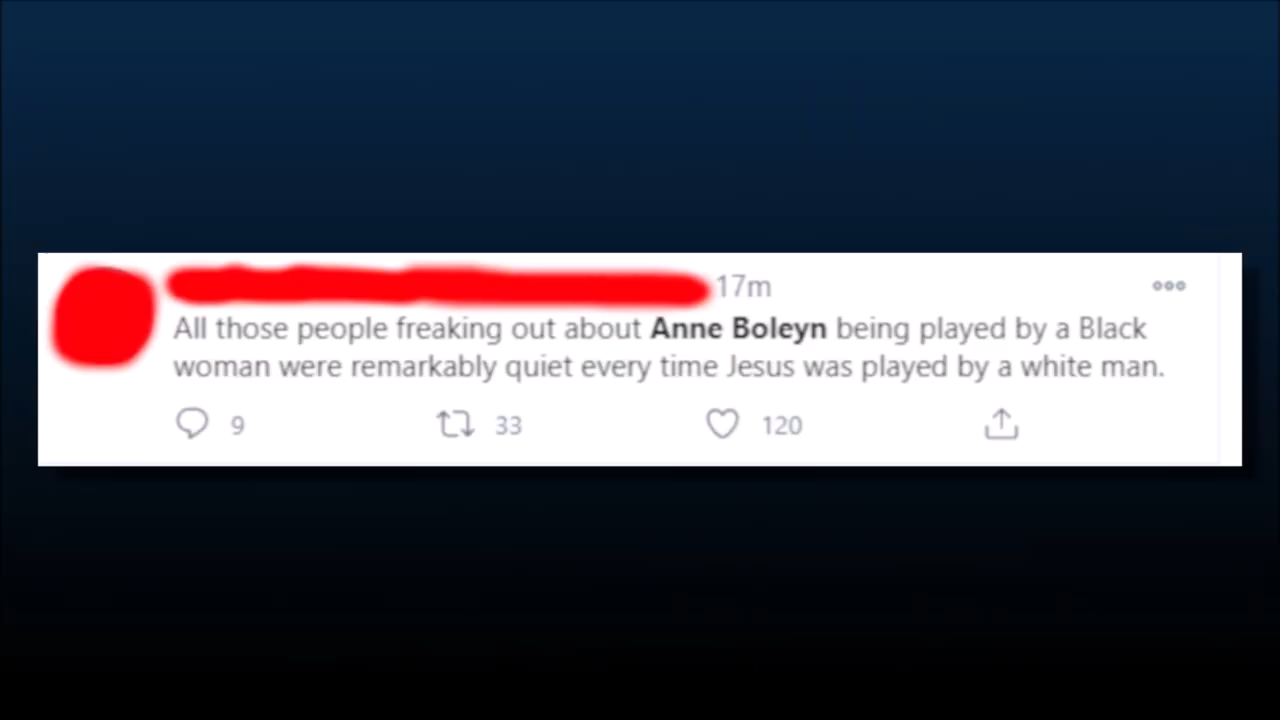 17m
All those people freaking out about Anne Boleyn being played by a Black
woman were remarkably quiet every time Jesus was played by a white man.
9 33 120